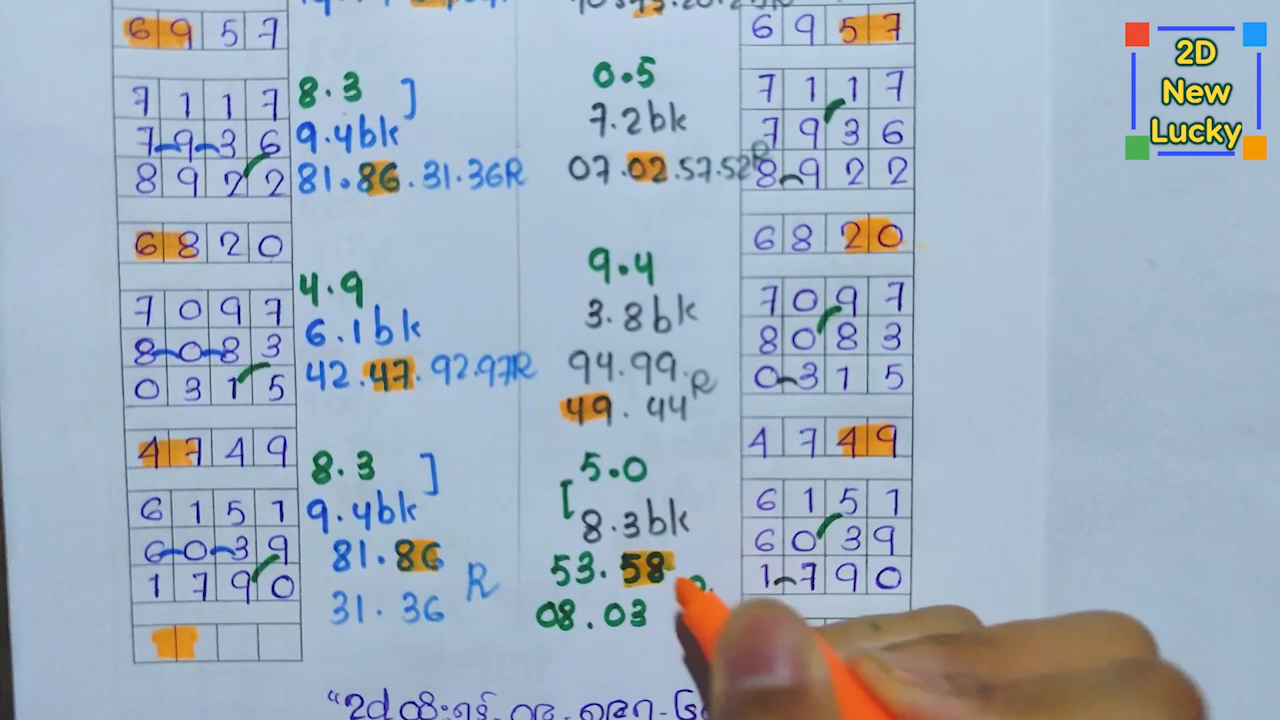 6 9 5 7
7 1 1 7
7 9 3 6
8 9 2 2
6 8 2 0
7 0 9 7
8 0 8 3
0 3 1 5
4 7 4 9
6 1 5 1
6 0 3 9
1 7 9 0
8.3
9.4bk
81.86.31.36R
4.9
6.1bk
42.47.92.97R
8.3
9.4bk
81.86
R
31.36
0.5
7.2bk
07.02.57.52R
9.4
3.8bk
94.99.
R
49.44
5.0
8.3bk
53.58
08.03
6 9 5 7
7 1 1 7
7 9 3 6
8 9 2 2
6 8 2 0
7 0 9 7
8 0 8 3
0 3 1 5
4 7 4 9
6 1 5 1
6 0 3 9
1 7 9 0
2D
New
Lucky